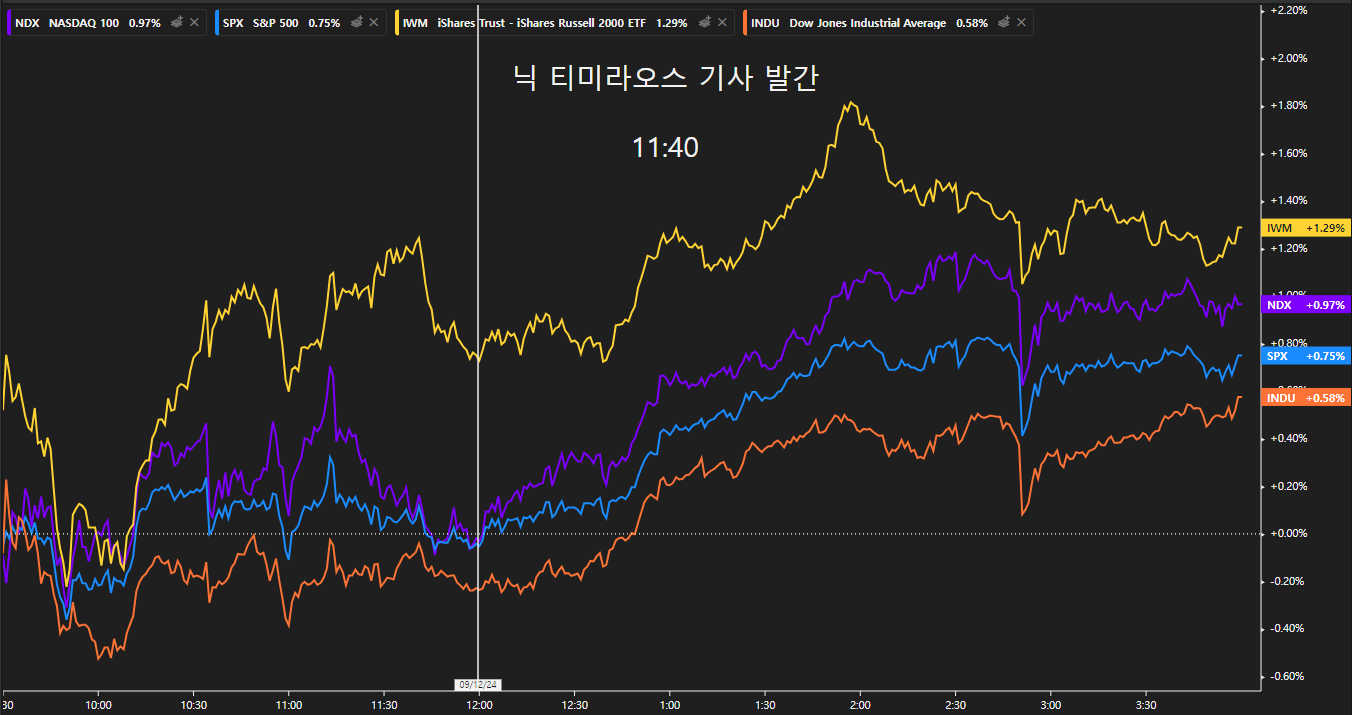 NDX NASDAQ 100 0.97% SPX S&P 500 0.75% IWM iShares Trust - iShares Russell 2000 ETF 1.29% INDU Dow Jones Industrial Average 0.58%
닉 티미라오스 기사 발간
11:40
+2.20%
+2.00%
+1.80%
+1.60%
+1.40%
IWM +1.29%
+1.20%
+1.00%
NDX +0.97%
+0.80%
SPX +0.75%
+0.60%
INDU +0.58%
+0.40%
+0.20%
+0.00%
-0.20%
-0.40%
-0.60%
09/12/24
30 10:00 10:30 11:00 11:30 12:00 12:30 1:00 1:30 2:00 2:30 3:00 3:30